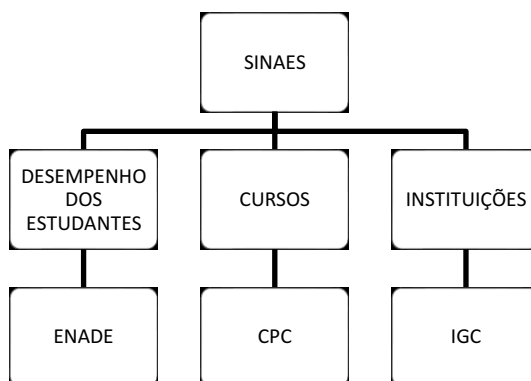 SINAES
DESEMPENHO
DOS
ESTUDANTES
CURSOS
INSTITUIÇÕES
ENADE
CPC
IGC